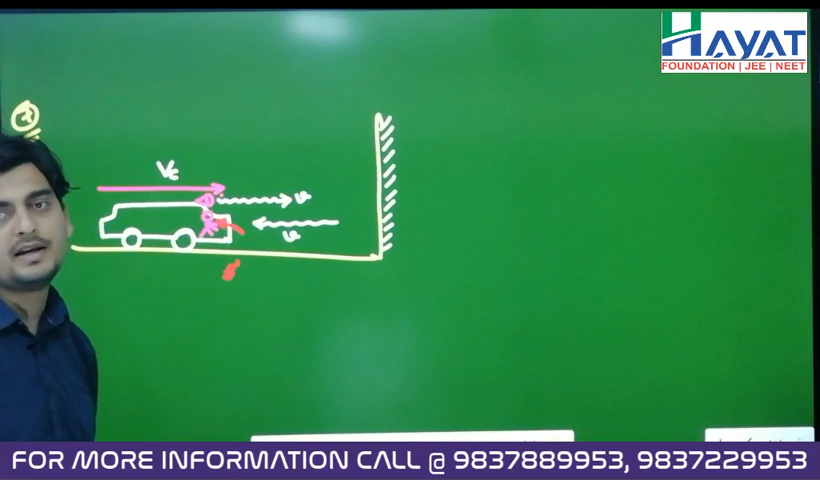 HAYAT
FOUNDATION | JEE | NEET
Vc
v
v
FOR MORE INFORMATION CALL @ 9837889953, 9837229953